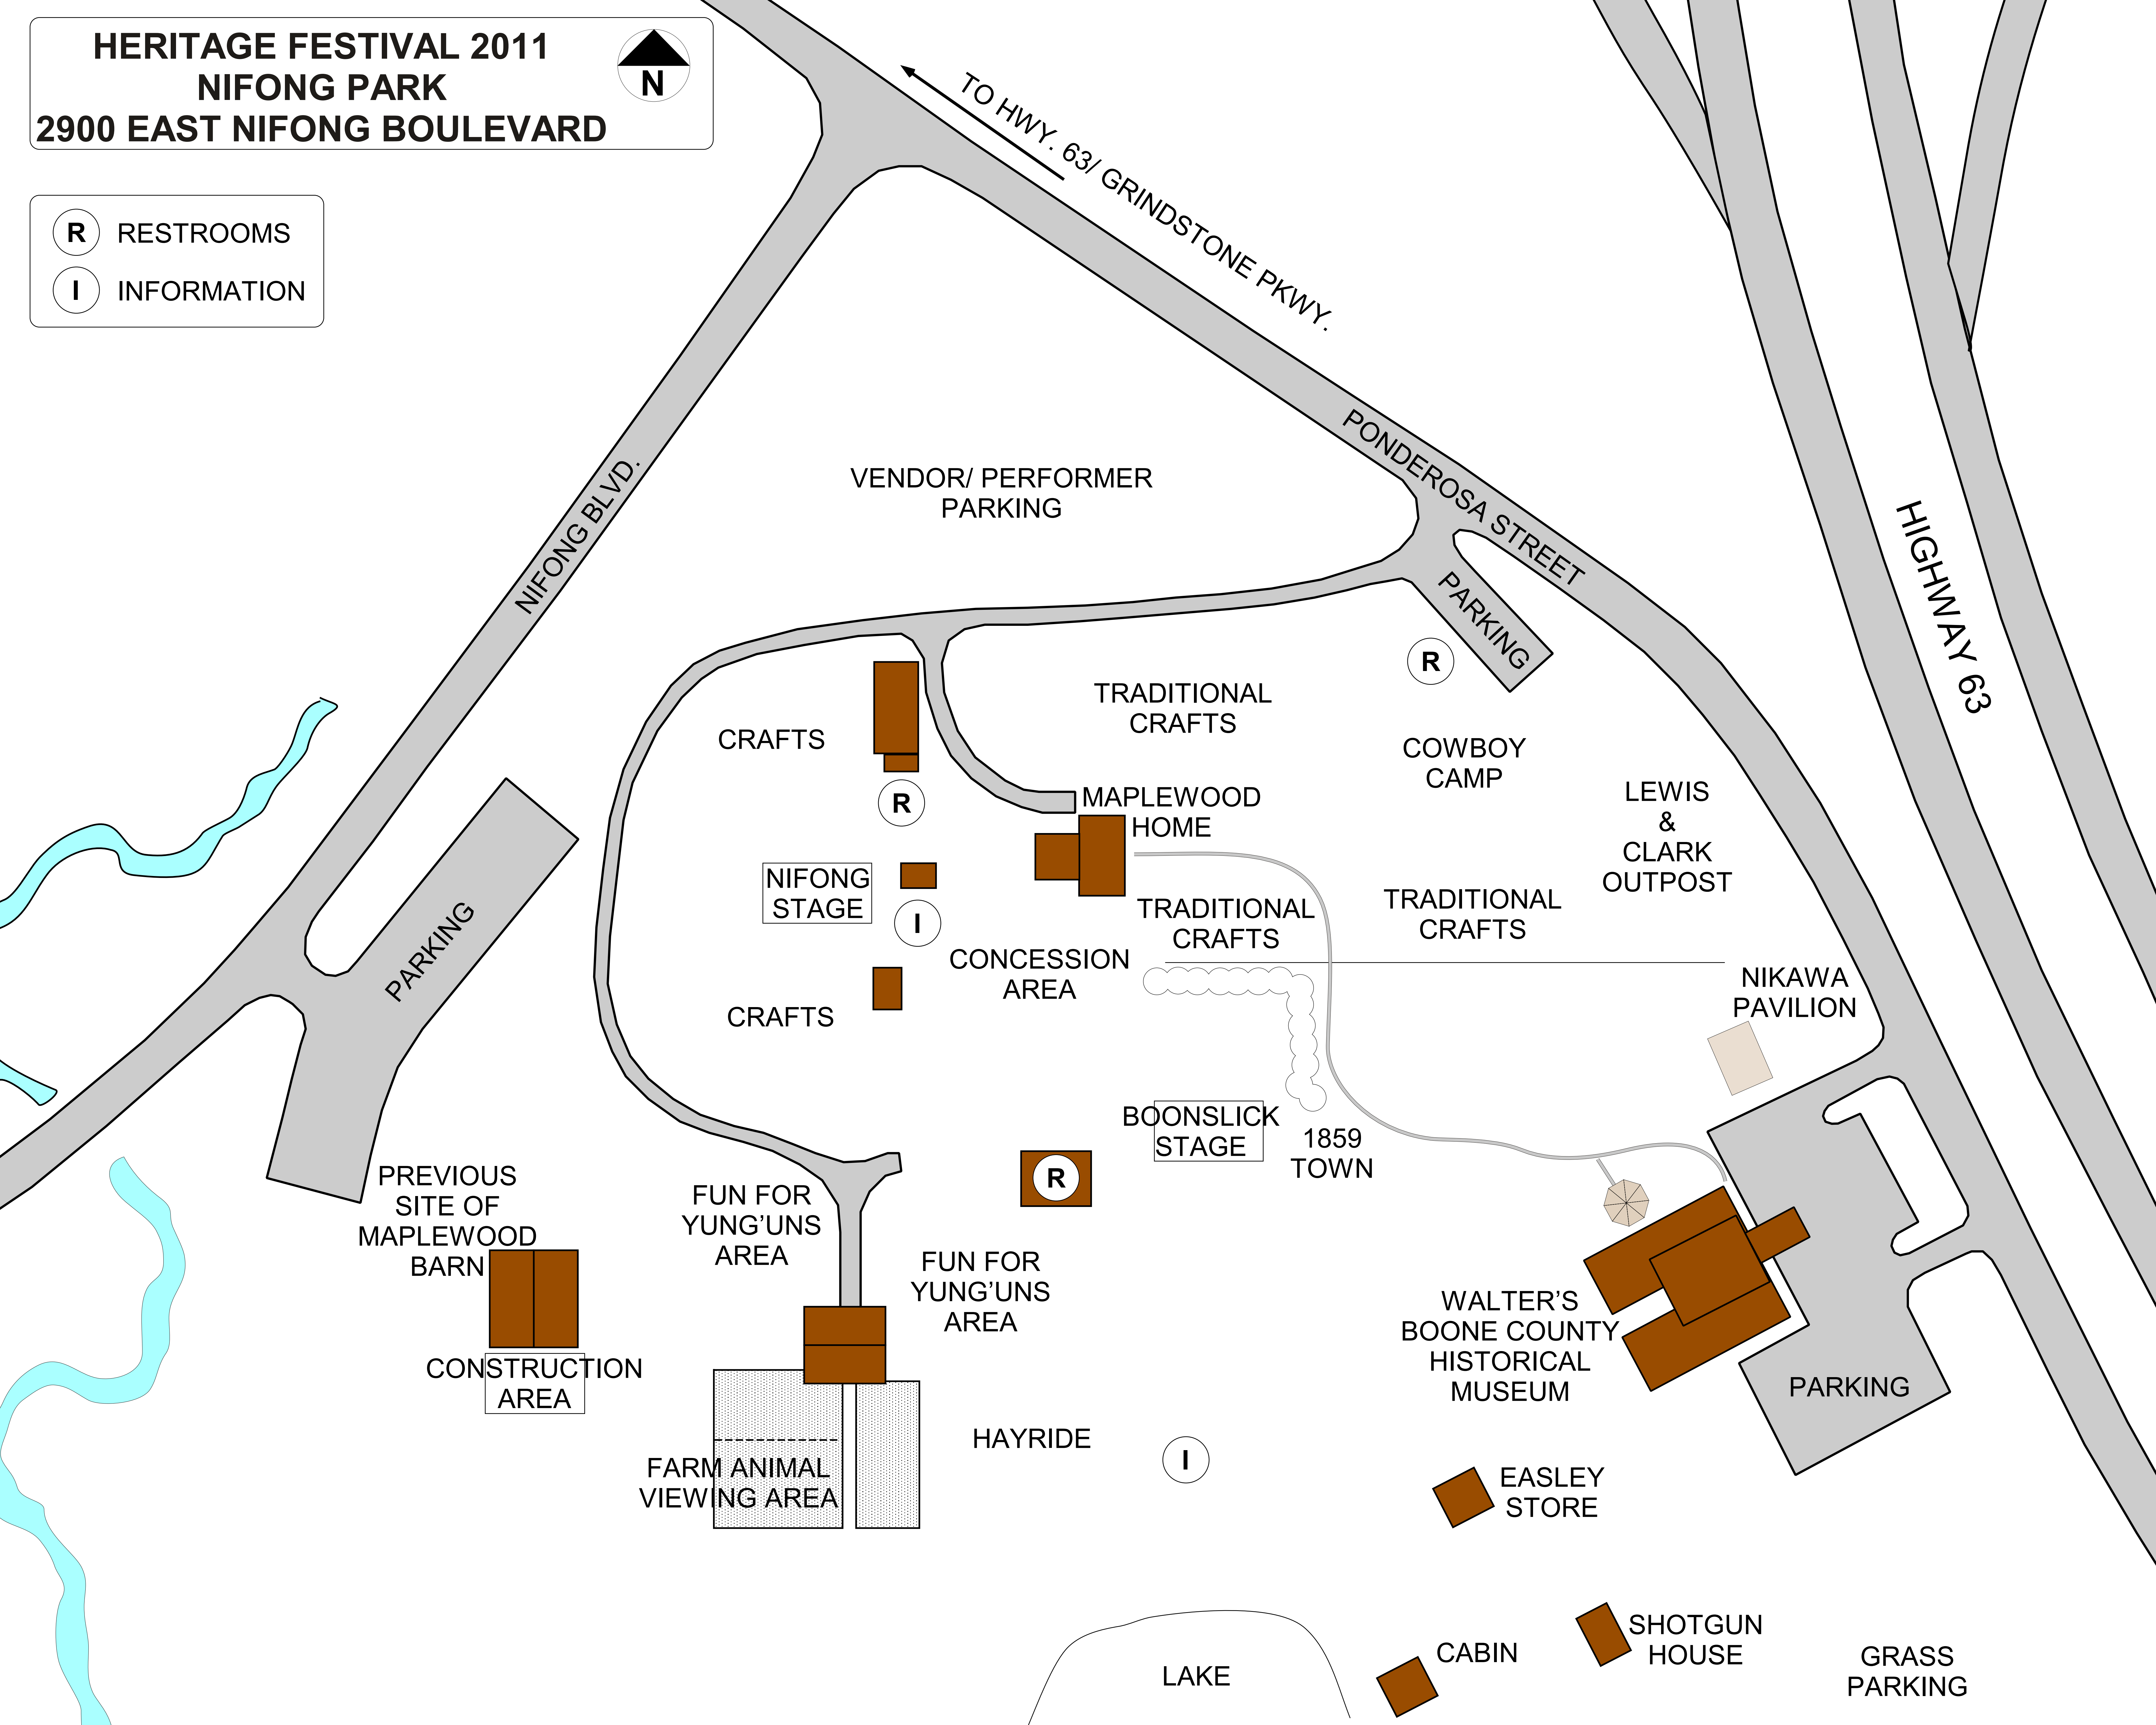 HERITAGE FESTIVAL 2011
NIFONG PARK
2900 EAST NIFONG BOULEVARD
N
R RESTROOMS
I INFORMATION
TO HWY. 63/ GRINDSTONE PKWY.
NIFONG BLVD.
PONDEROSA STREET
HIGHWAY 63
VENDOR/ PERFORMER
PARKING
PARKING
R
TRADITIONAL
CRAFTS
CRAFTS
COWBOY
CAMP
R
MAPLEWOOD
HOME
LEWIS
&
CLARK
OUTPOST
NIFONG
STAGE
I
TRADITIONAL
CRAFTS
TRADITIONAL
CRAFTS
PARKING
CONCESSION
AREA
NIKAWA
PAVILION
CRAFTS
BOONSLICK
STAGE
1859
TOWN
PREVIOUS
SITE OF
MAPLEWOOD
BARN
FUN FOR
YUNG’UNS
AREA
R
FUN FOR
YUNG’UNS
AREA
WALTER’S
BOONE COUNTY
HISTORICAL
MUSEUM
CONSTRUCTION
AREA
PARKING
HAYRIDE
I
FARM ANIMAL
VIEWING AREA
EASLEY
STORE
SHOTGUN
HOUSE
CABIN
LAKE
GRASS
PARKING